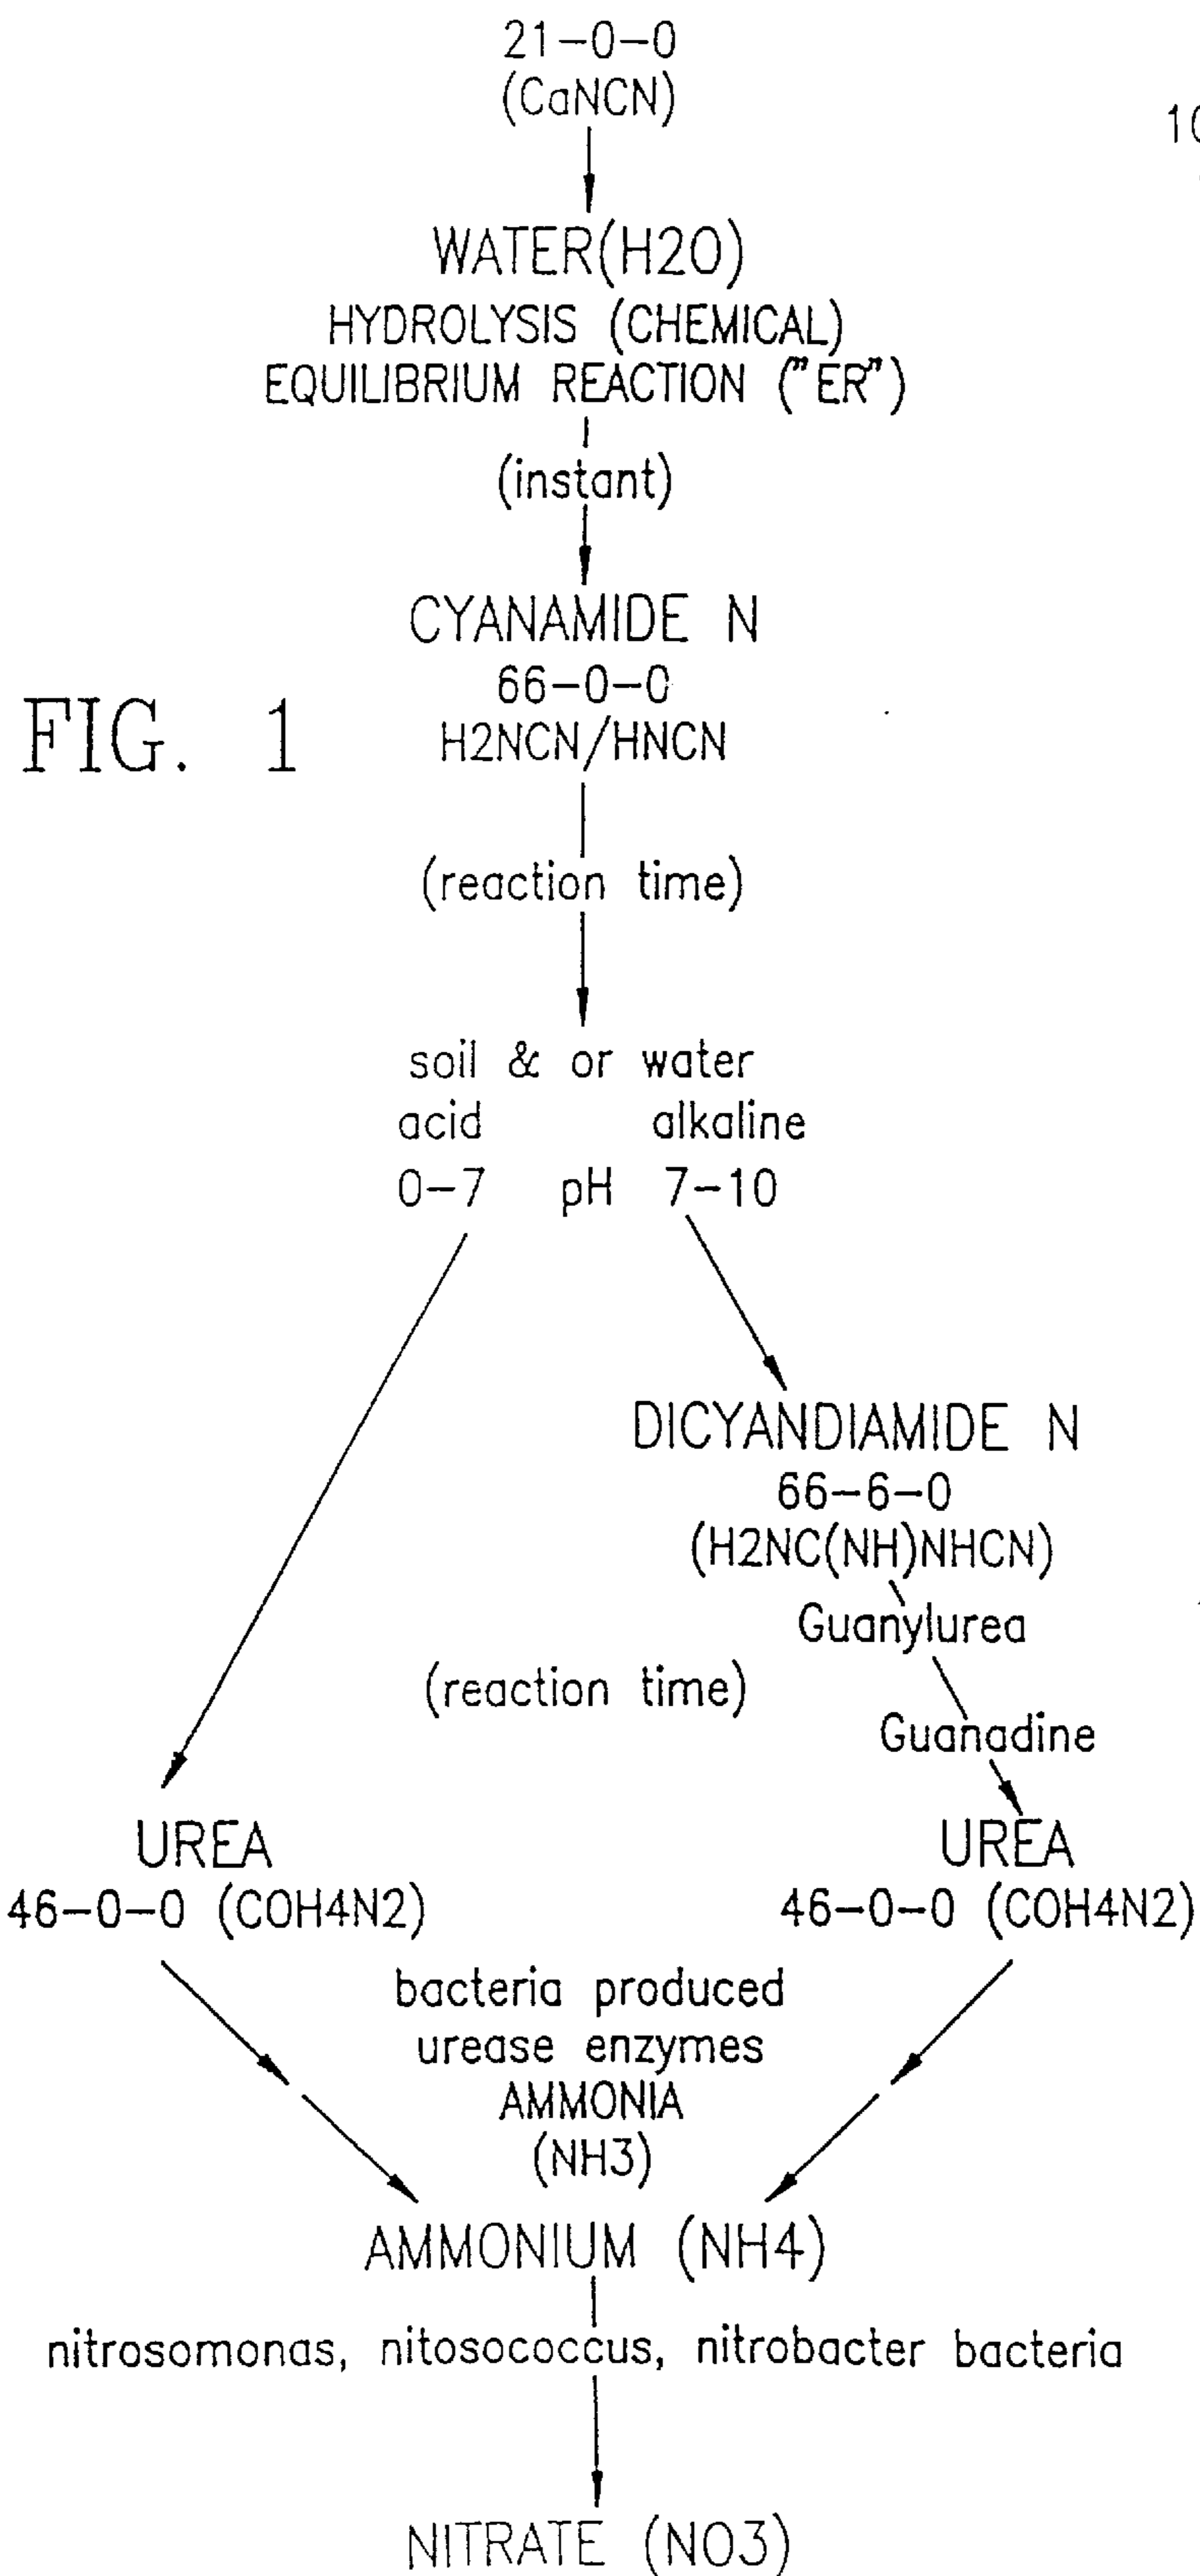 21-0-0
(CaNCN)
10
WATER(H2O)
HYDROLYSIS (CHEMICAL)
EQUILIBRIUM REACTION ("ER")
(instant)
CYANAMIDE N
66-0-0
H2NCN/HNCN
FIG. 1
(reaction time)
soil & or water
acid alkaline
0-7 pH 7-10
DICYANDIAMIDE N
66-6-0
(H2NC(NH)NHCN)
Guanylurea
(reaction time)
Guanadine
UREA UREA
46-0-0 (COH4N2) 46-0-0 (COH4N2)
bacteria produced
urease enzymes
AMMONIA
(NH3)
AMMONIUM (NH4)
nitrosomonas, nitosococcus, nitrobacter bacteria
NITRATE (NO3)